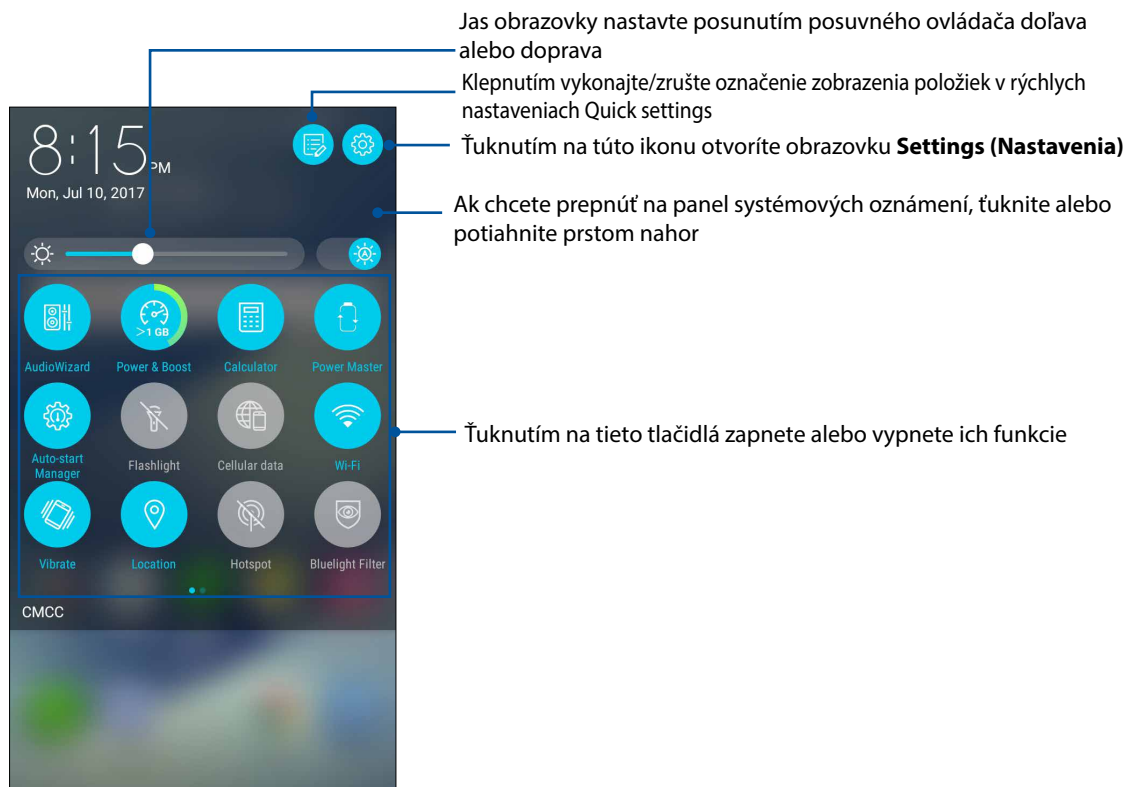 Jas obrazovky nastavte posunutím posuvného ovládača doľava
alebo doprava
Klepnutím vykonajte/zrušte označenie zobrazenia položiek v rýchlych
nastaveniach Quick settings
Ťuknutím na túto ikonu otvoríte obrazovku Settings (Nastavenia)
Ak chcete prepnúť na panel systémových oznámení, ťuknite alebo
potiahnite prstom nahor
8:15 PM
Mon, Jul 10, 2017
A
>1 GB
AudioWizard Power & Boost Calculator Power Master
Auto-start
Manager Flashlight Cellular data Wi-Fi
Ťuknutím na tieto tlačidlá zapnete alebo vypnete ich funkcie
Vibrate Location Hotspot Bluelight Filter
CMCC